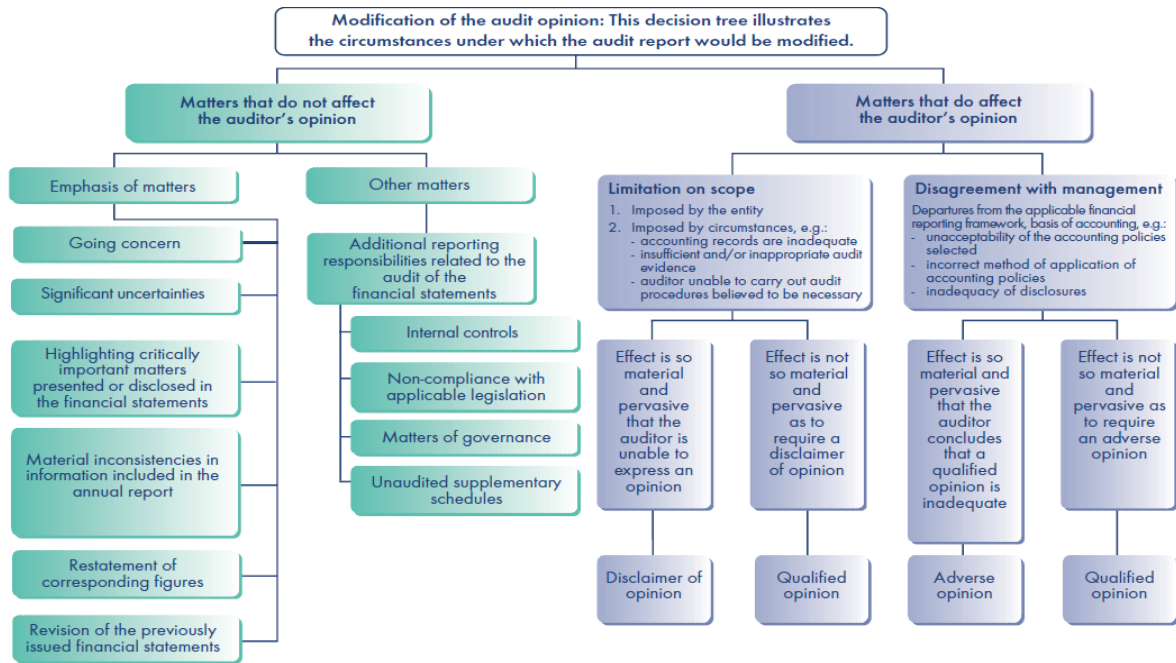 Modification of the audit opinion: This decision tree illustrates
the circumstances under which the audit report would be modified.
Matters that do not affect
the auditor's opinion
Emphasis of matters
Going concern
Significant uncertainties
Highlighting critically
important matters
presented or disclosed in
the financial statements
Material inconsistencies in
information included in the
annual report
Restatement of
corresponding figures
Revision of the previously
issued financial statements
Other matters
Additional reporting
responsibilities related to the
audit of the
financial statements
Internal controls
Non-compliance with
applicable legislation
Matters of governance
Unaudited supplementary
schedules
Matters that do affect
the auditor's opinion
Limitation on scope
1. Imposed by the entity
2. Imposed by circumstances, e.g.:
- accounting records are inadequate
- insufficient and/or inappropriate audit
evidence
- auditor unable to carry out audit
procedures believed to be necessary
Effect is so
material
and
pervasive
that the
auditor is
unable to
express an
opinion
Disclaimer of
opinion
Effect is not
so material
and
pervasive
as to
require a
disclaimer
of opinion
Qualified
opinion
Disagreement with management
Departures from the applicable financial
reporting framework, basis of accounting, e.g.:
- unacceptability of the accounting policies
selected
- incorrect method of application of
accounting policies
- inadequacy of disclosures
Effect is so
material and
pervasive
that the
auditor
concludes
that a
qualified
opinion is
inadequate
Adverse
opinion
Effect is not
so material
and
pervasive as
to require
an adverse
opinion
Qualified
opinion